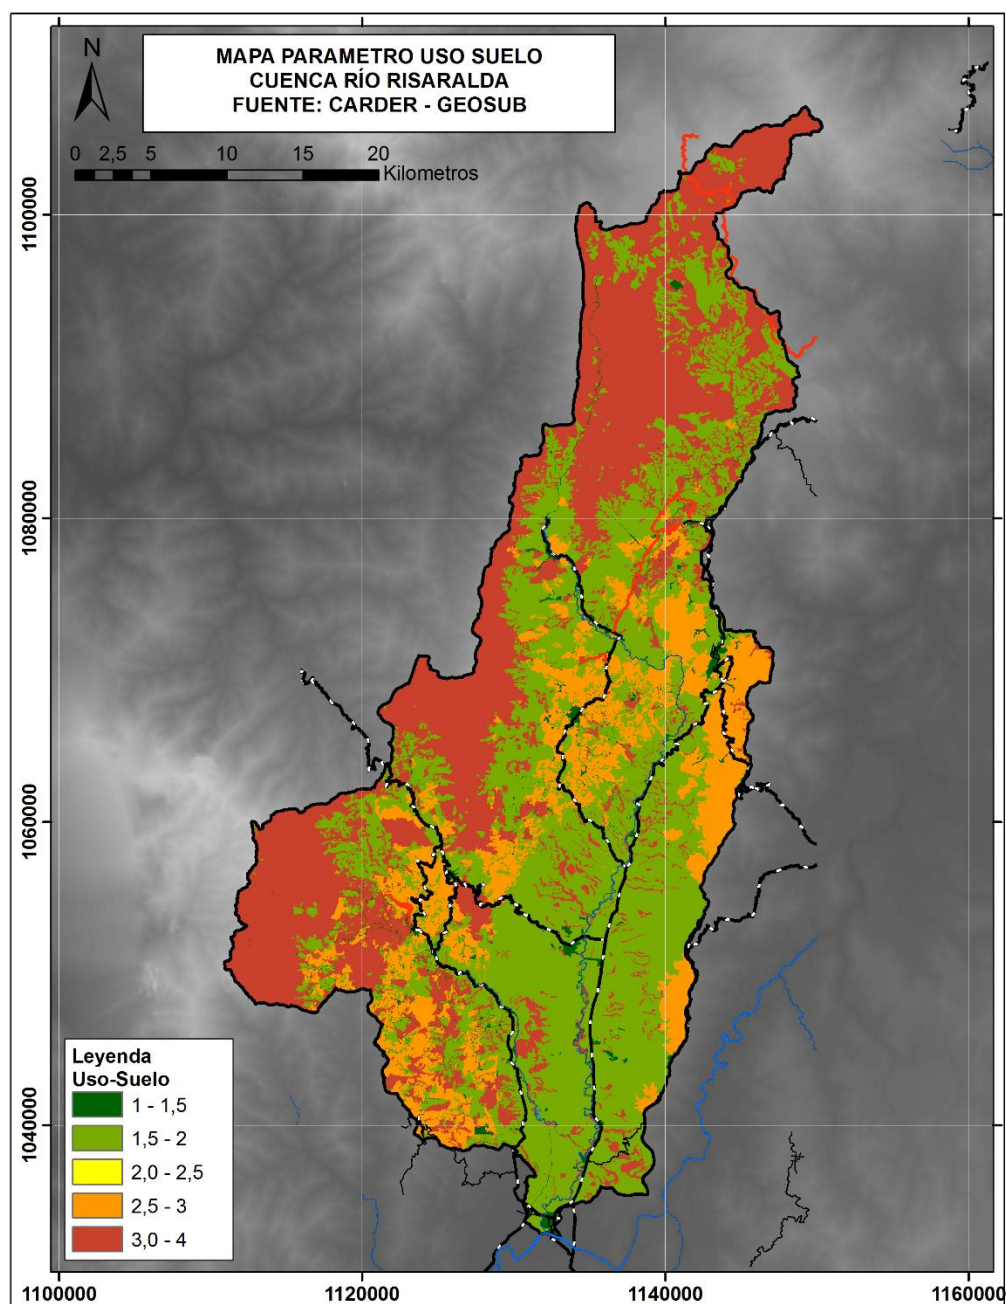 MAPA PARAMETRO USO SUELO
CUENCA RÍO RISARALDA
FUENTE: CARDER - GEOSUB
N
0 2,5 5 10 15 20
Kilometros
1100000
1080000
1060000
1040000
Leyenda
Uso-Suelo
1 - 1,5
1,5 - 2
2,0 - 2,5
2,5 - 3
3,0 - 4
1100000 1120000 1140000 1160000